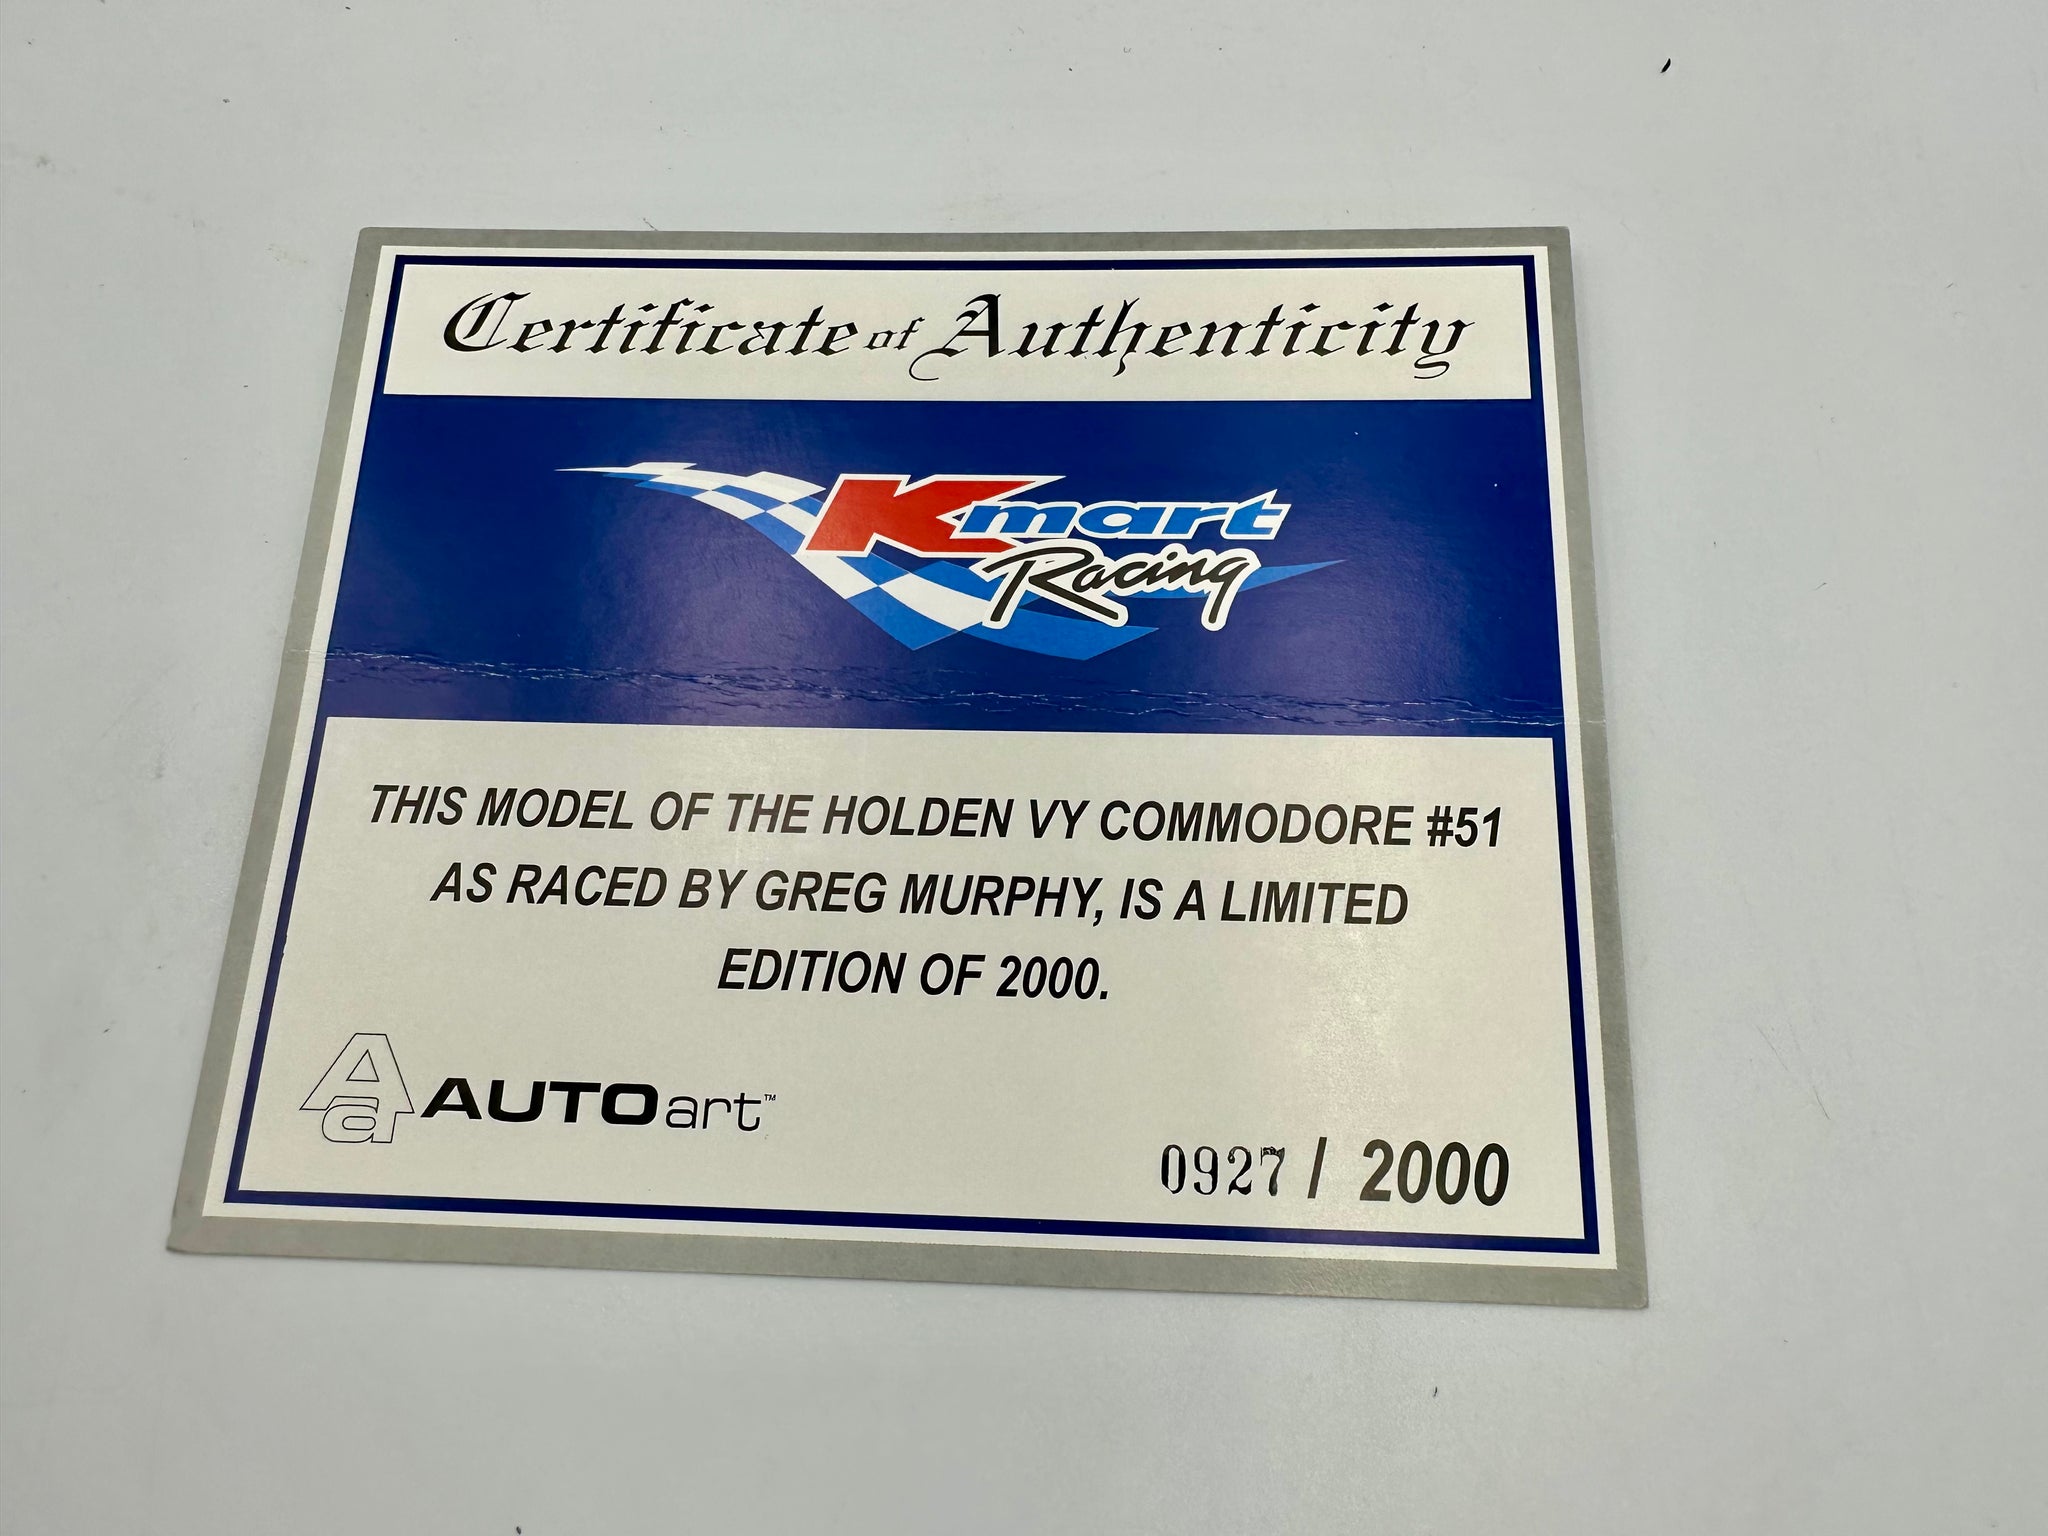 Certificate of Authenticity
Kmart
Racing
THIS MODEL OF THE HOLDEN VY COMMODORE #51
AS RACED BY GREG MURPHY, IS A LIMITED
EDITION OF 2000.
Aa AUTOart™
0927 / 2000